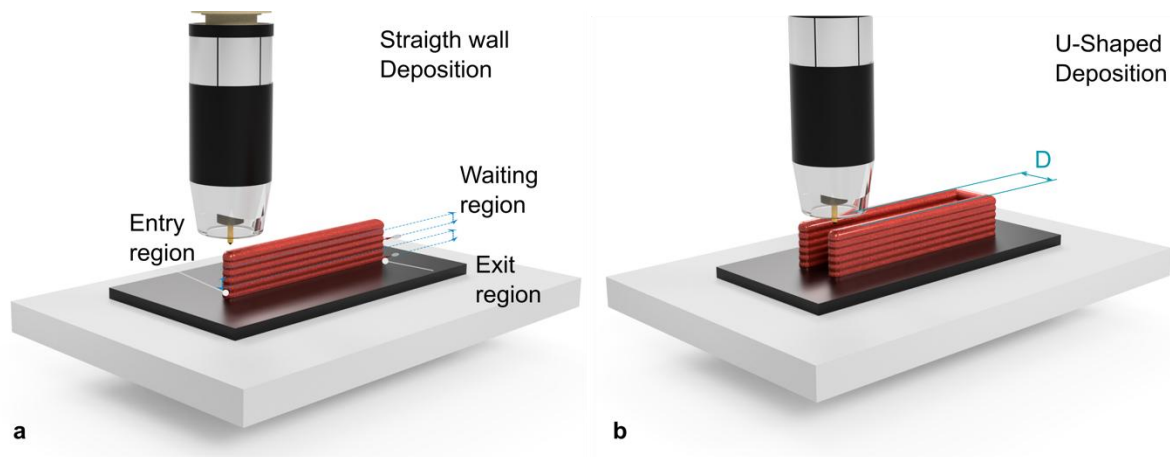 Straigth wall
Deposition
Waiting
region
Entry
region
Exit
region
a
U-Shaped
Deposition
D
b